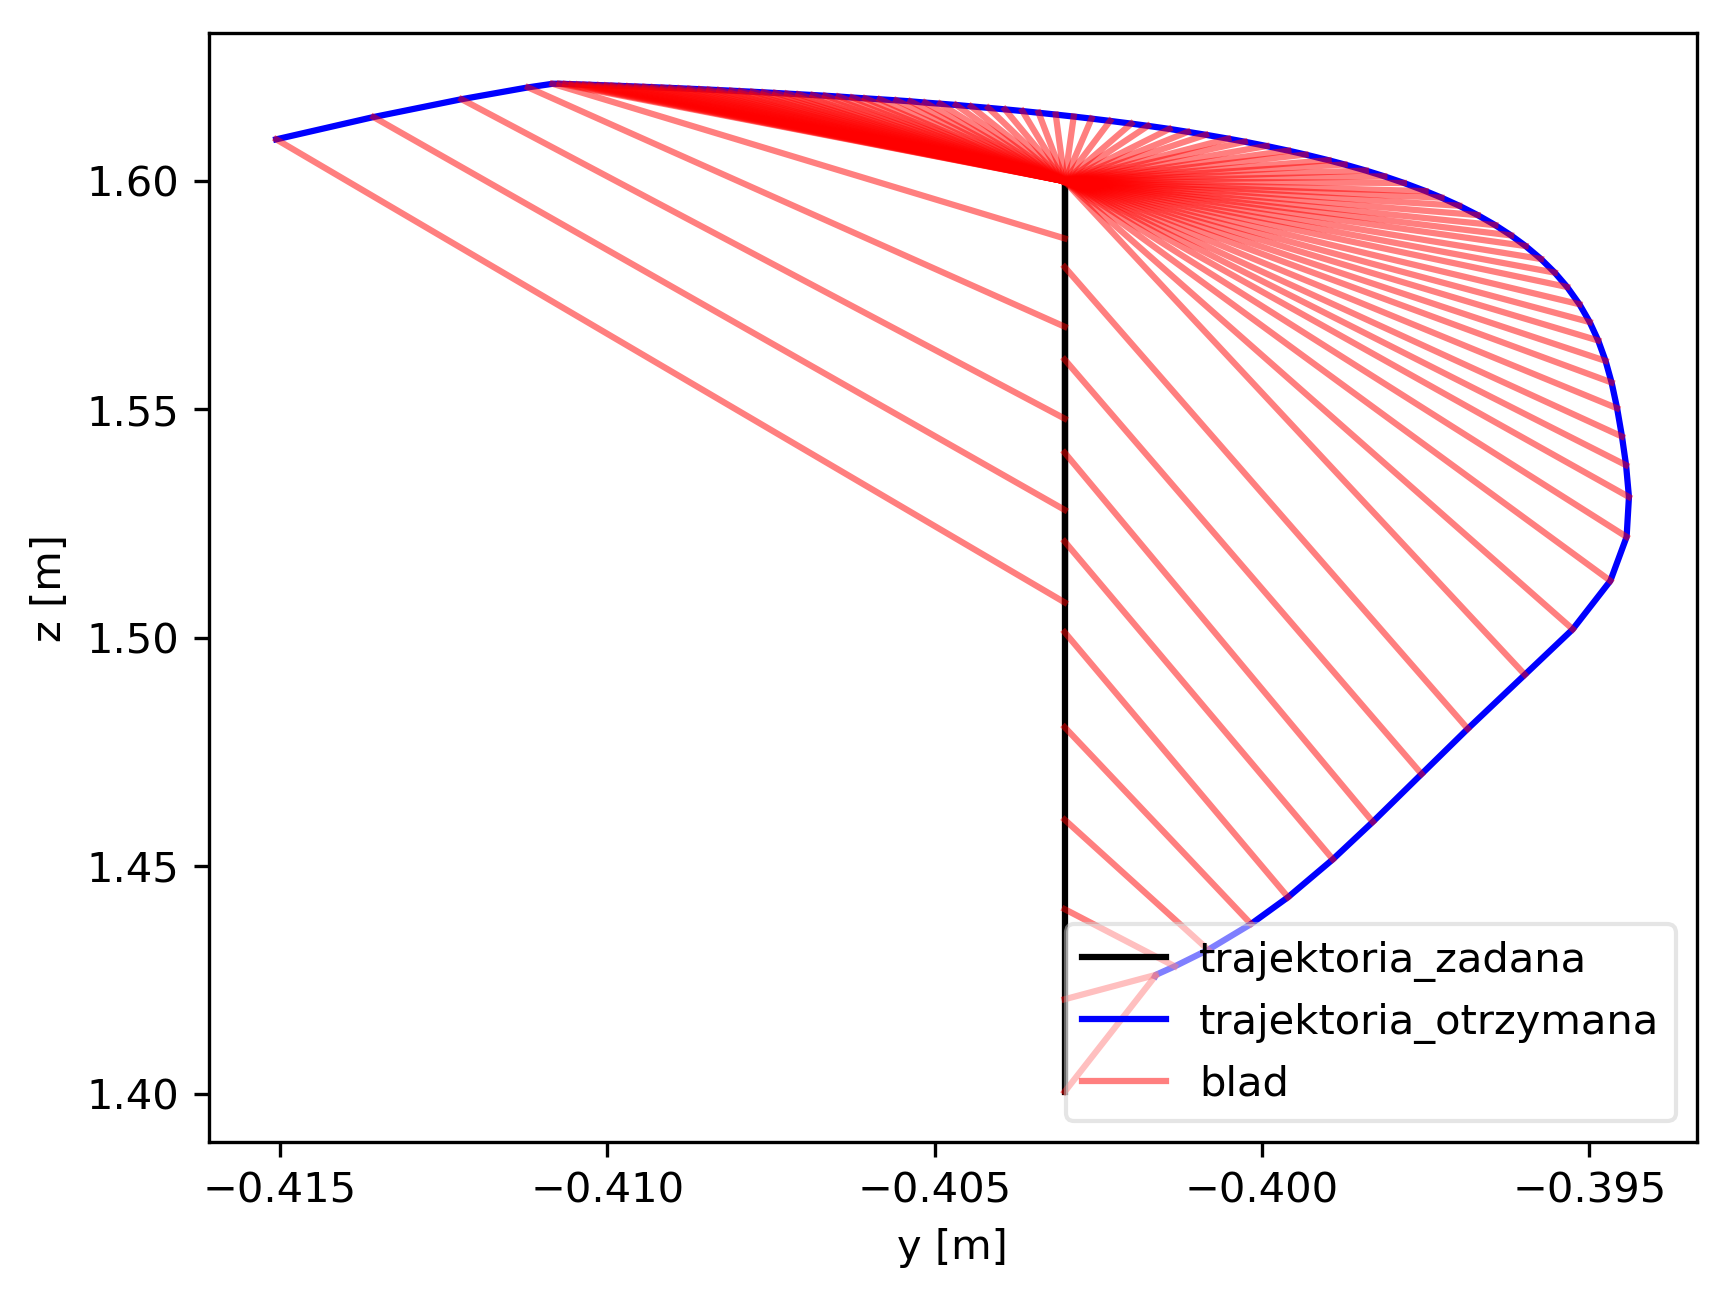 1.60
1.55
1.50
1.45
1.40
z [m]
−0.415
−0.410
−0.405
−0.400
−0.395
y [m]
trajektoria_zadana
trajektoria_otrzymana
blad